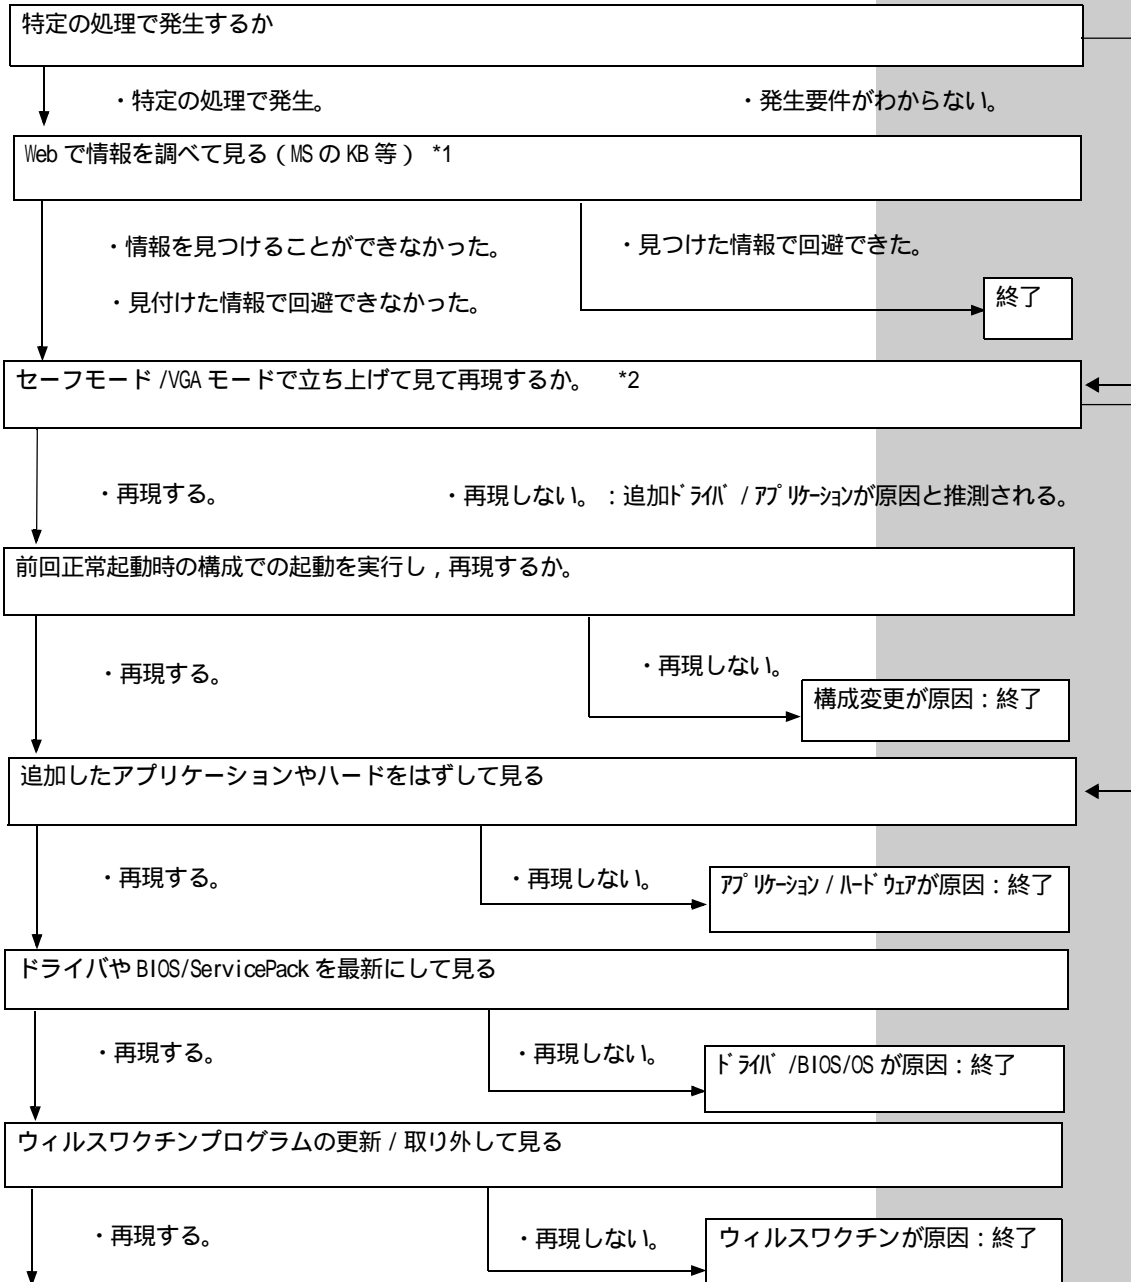 特定の処理で発生するか
・特定の処理で発生。
・発生要件がわからない。
Web で情報を調べて見る ( MS の KB 等 ) *1
・情報を見つけることができなかった。
・見つけた情報で回避できた。
・見付けた情報で回避できなかった。
終了
セーフモード /VGA モードで立ち上げて見て再現するか。 *2
・再現する。
・再現しない。：追加ﾄﾞﾗｲﾊﾞ / ｱﾌﾟﾘｹｰｼｮﾝが原因と推測される。
前回正常起動時の構成での起動を実行し , 再現するか。
・再現する。
・再現しない。
構成変更が原因：終了
追加したアプリケーションやハードをはずして見る
・再現する。
・再現しない。
ｱﾌﾟﾘｹｰｼｮﾝ / ﾊｰﾄﾞｳｪｱが原因：終了
ドライバや BIOS/ServicePack を最新にして見る
・再現する。
・再現しない。
ﾄﾞﾗｲﾊﾞ /BIOS/OS が原因：終了
ウィルスワクチンプログラムの更新 / 取り外して見る
・再現する。
・再現しない。
ウィルスワクチンが原因：終了